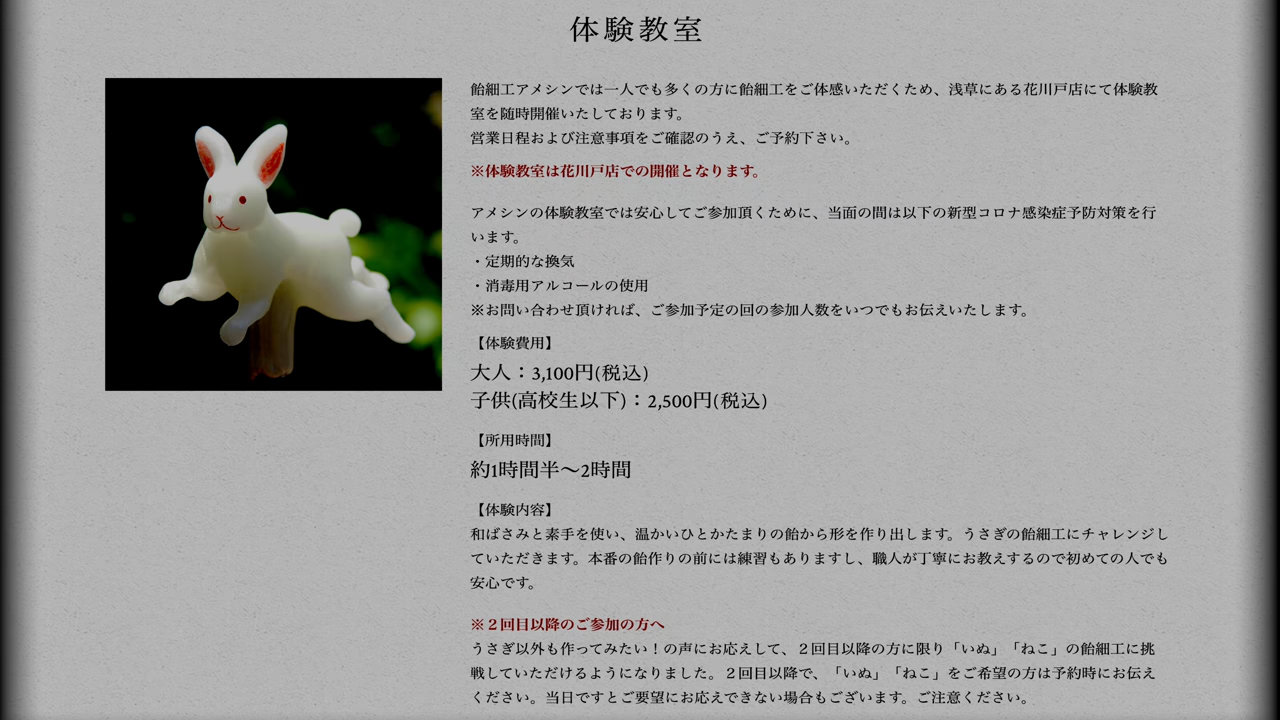 体験教室
飴細工アメシンでは一人でも多くの方に飴細工をご体感いただくため、浅草にある花川戸店にて体験教
室を随時開催いたしております。
営業日程および注意事項をご確認のうえ、ご予約下さい。
※体験教室は花川戸店での開催となります。
アメシンの体験教室では安心してご参加頂くために、当面の間は以下の新型コロナ感染症予防対策を行
います。
・定期的な換気
・消毒用アルコールの使用
※お問い合わせ頂ければ、ご参加予定の回の参加人数をいつでもお伝えいたします。
【体験費用】
大人：3,100円(税込)
子供(高校生以下)：2,500円(税込)
【所用時間】
約1時間半〜2時間
【体験内容】
和ばさみと素手を使い、温かいひとかたまりの飴から形を作り出します。うさぎの飴細工にチャレンジし
ていただきます。本番の飴作りの前には練習もありますし、職人が丁寧にお教えするので初めての人でも
安心です。
※２回目以降のご参加の方へ
うさぎ以外も作ってみたい！の声にお応えして、２回目以降の方に限り「いぬ」「ねこ」の飴細工に挑
戦していただけるようになりました。２回目以降で、「いぬ」「ねこ」をご希望の方は予約時にお伝え
ください。当日ですとご要望にお応えできない場合もございます。ご注意ください。